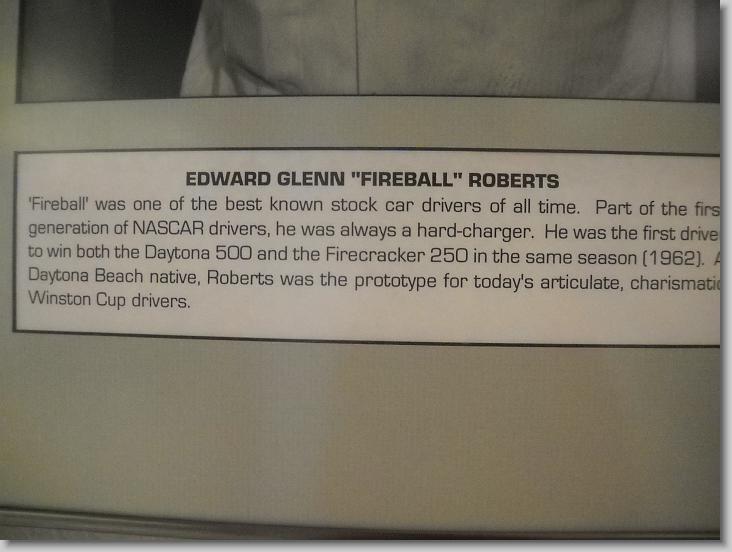 EDWARD GLENN "FIREBALL" ROBERTS
'Fireball' was one of the best known stock car drivers of all time. Part of the firs
generation of NASCAR drivers, he was always a hard-charger. He was the first drive
to win both the Daytona 500 and the Firecracker 250 in the same season (1962). A
Daytona Beach native, Roberts was the prototype for today's articulate, charismatic
Winston Cup drivers.